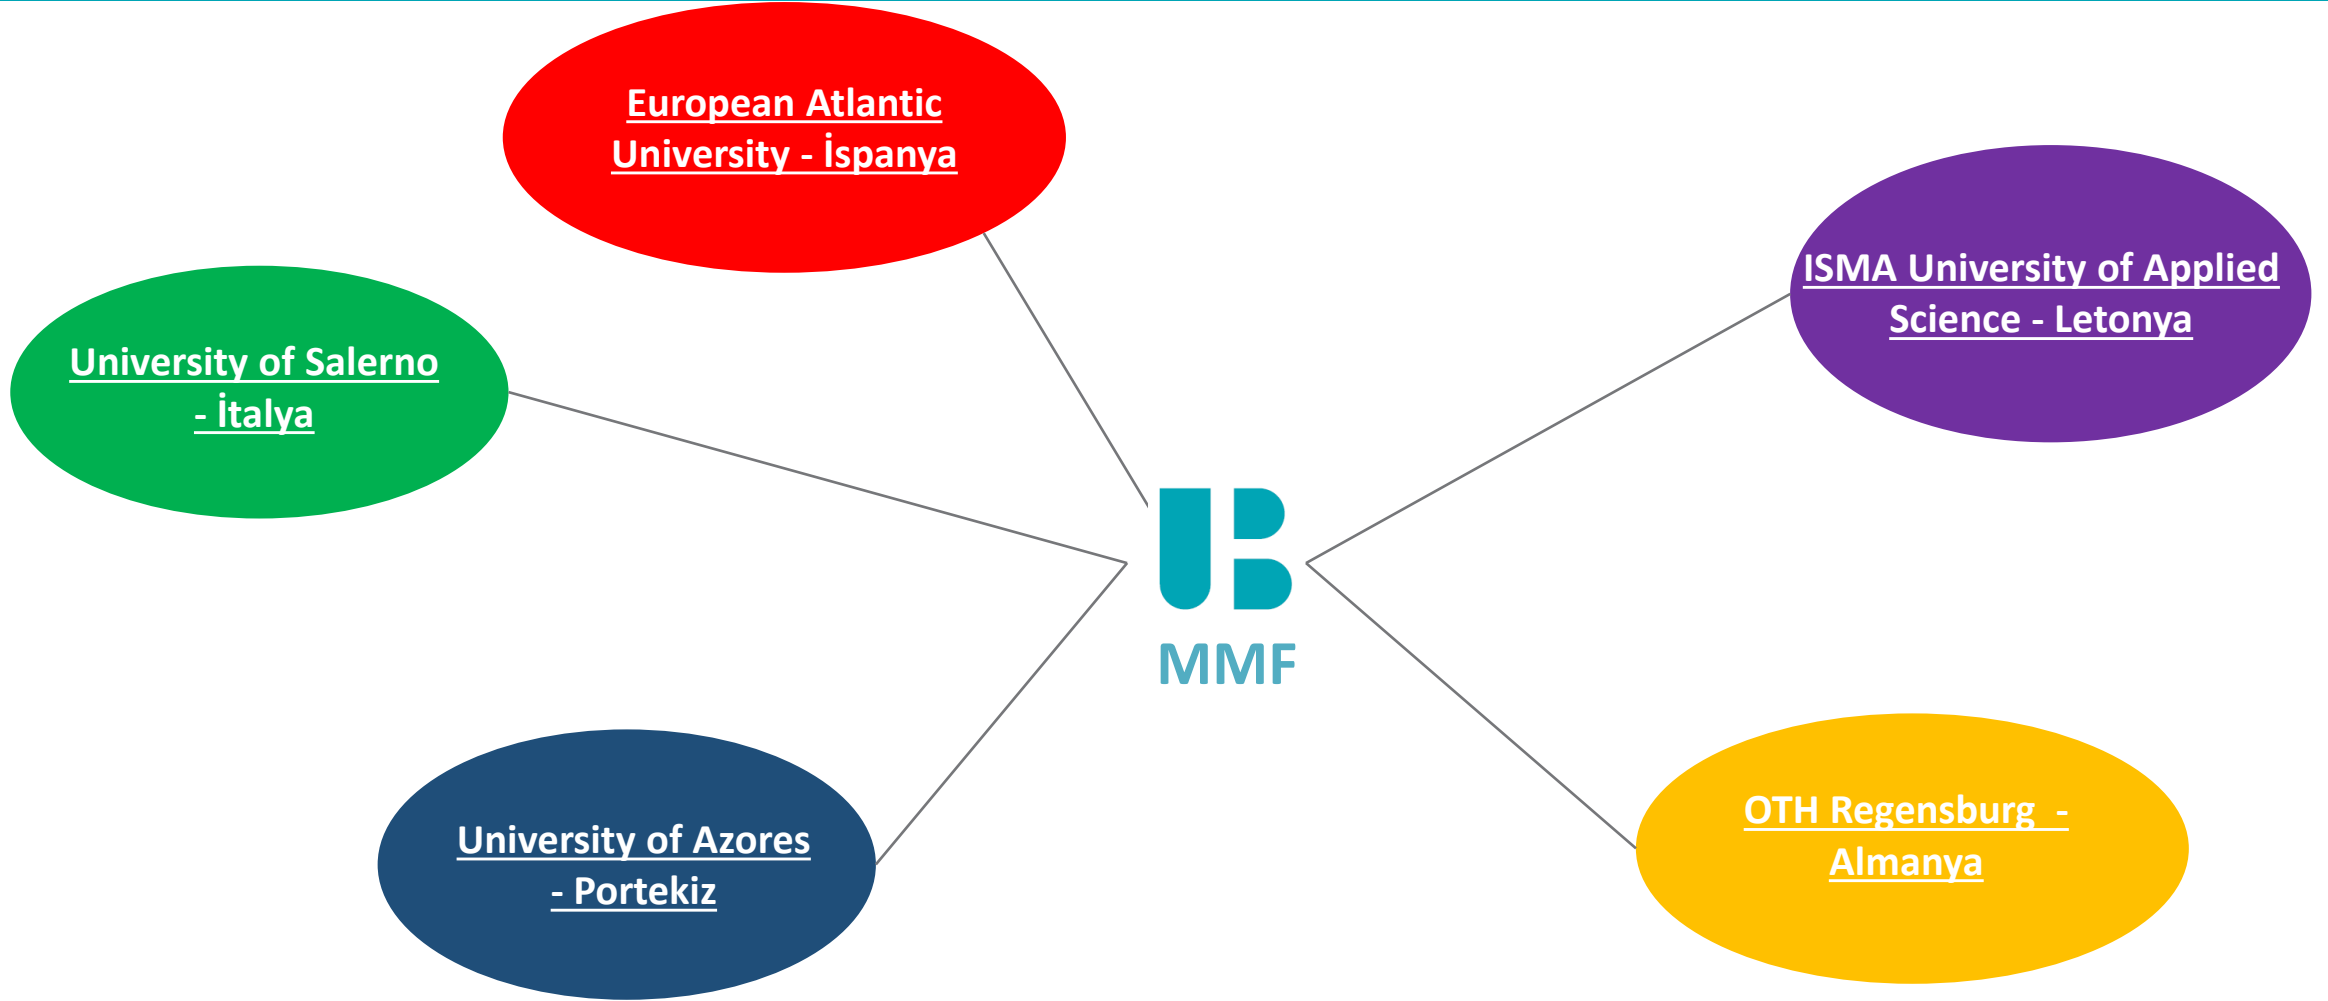 European Atlantic
University - İspanya
ISMA University of Applied
Science - Letonya
University of Salerno
- İtalya
UB
MMF
OTH Regensburg  -
Almanya
University of Azores
- Portekiz